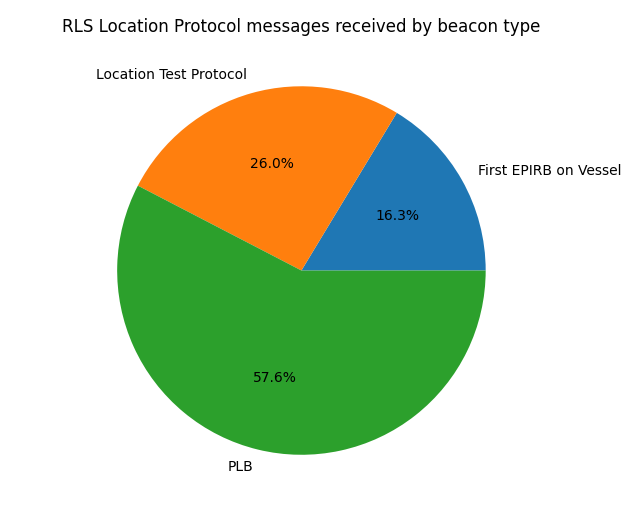 RLS Location Protocol messages received by beacon type
Location Test Protocol
First EPIRB on Vessel
26.0%
16.3%
57.6%
PLB